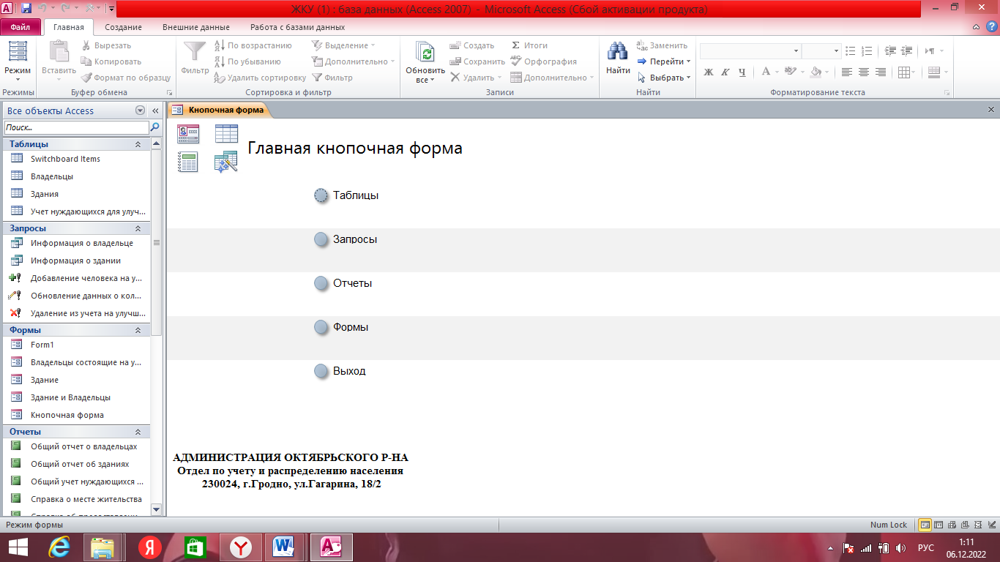 ЖКУ (1) : база данных (Access 2007) - Microsoft Access (Сбой активации продукта)
Файл Главная Создание Внешние данные Работа с базами данных
Режим
Режимы
Вставить
Вырезать
Копировать
Формат по образцу
Буфер обмена
Фильтр
По возрастанию
По убыванию
Удалить сортировку
Выделение
Дополнительно
Фильтр
Сортировка и фильтр
Обновить
все
Создать
Сохранить
Удалить
Итоги
Орфография
Дополнительно
Записи
Найти
Заменить
Перейти
Выбрать
Найти
Ж К Ч
Форматирование текста
Все объекты Access
Поиск...
Таблицы
Switchboard Items
Владельцы
Здания
Учет нуждающихся для улуч...
Запросы
Информация о владельце
Информация о здании
Добавление человека на у...
Обновление данных о кол...
Удаление из учета на улучш...
Формы
Form1
Владельцы состоящие на у...
Здание
Здание и Владельцы
Кнопочная форма
Отчеты
Общий отчет о владельцах
Общий отчет об зданиях
Общий учет нуждающихся ...
Справка о месте жительства
Кнопочная форма
Главная кнопочная форма
Таблицы
Запросы
Отчеты
Формы
Выход
АДМИНИСТРАЦИЯ ОКТЯБРЬСКОГО Р-НА
Отдел по учету и распределению населения
230024, г.Гродно, ул.Гагарина, 18/2
Режим формы
Num Lock
РУС
1:11
06.12.2022